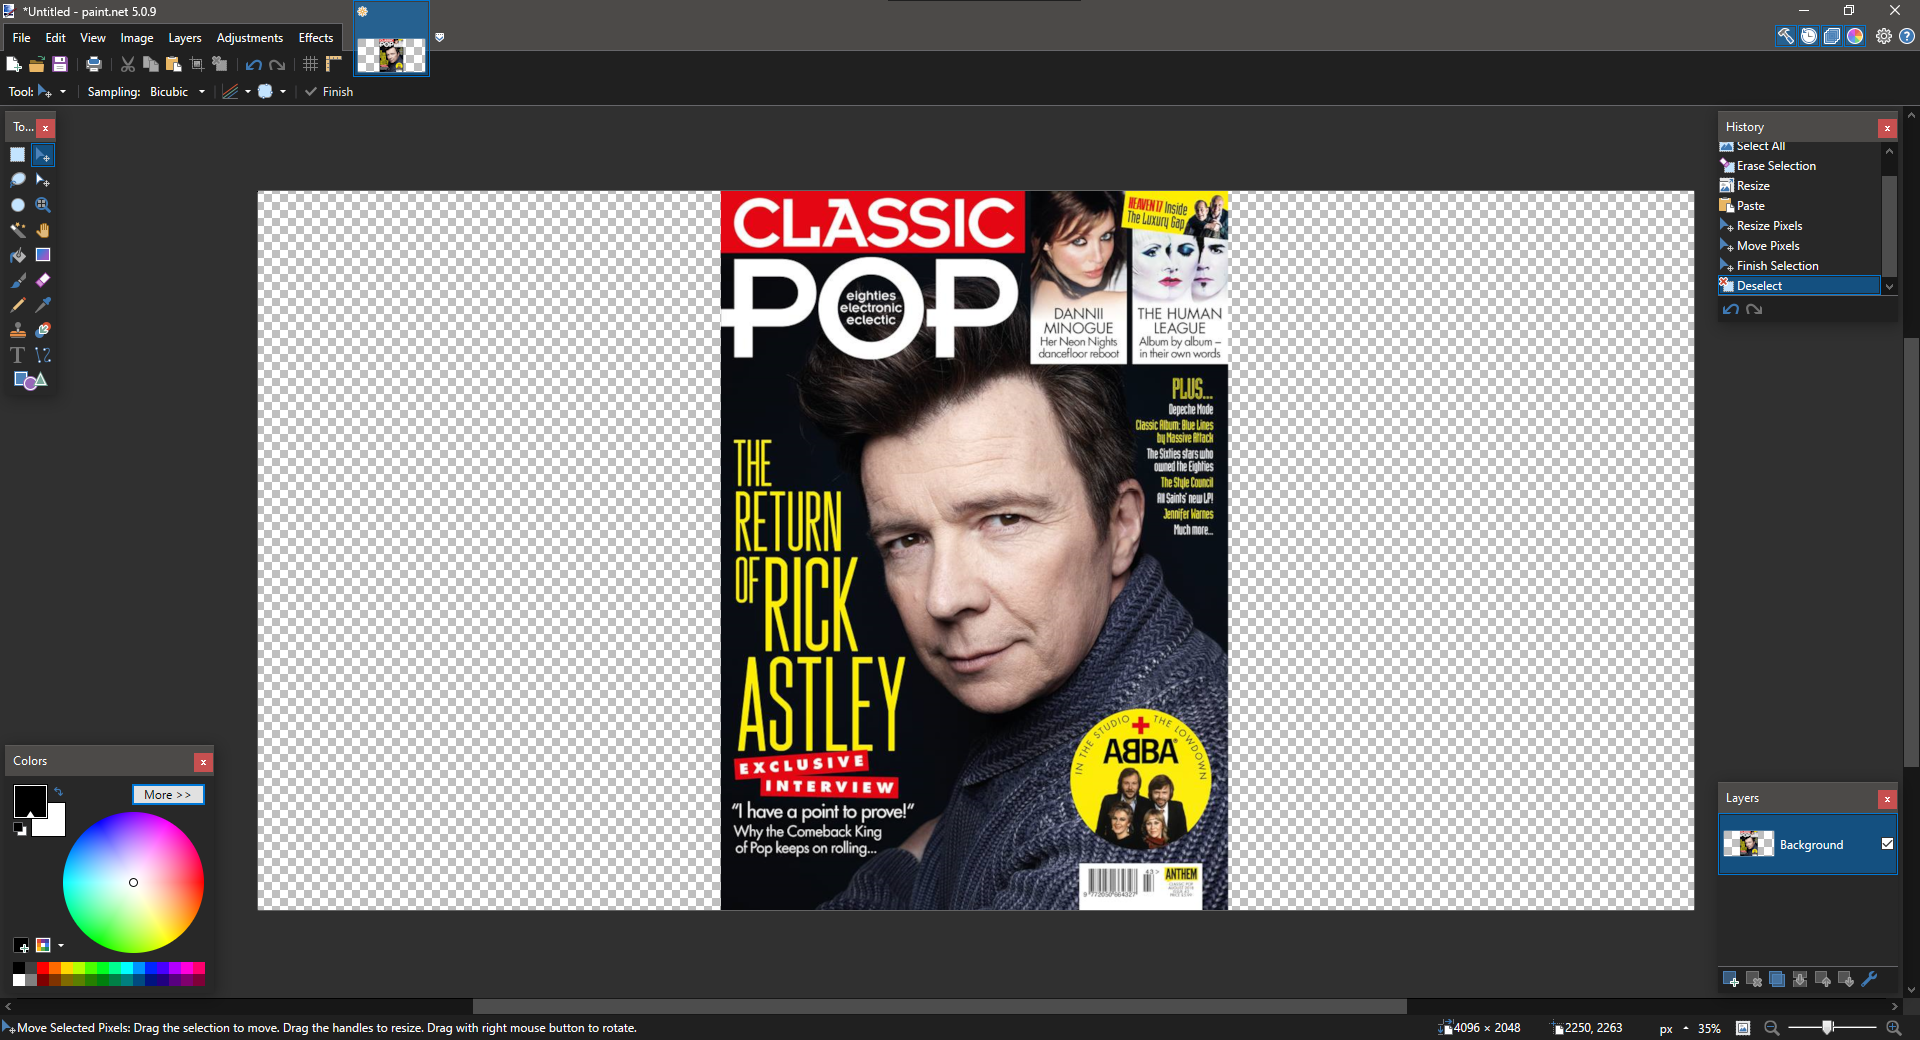 *Untitled - paint.net 5.0.9
File Edit View Image Layers Adjustments Effects
Tool: Sampling: Bicubic Finish
To...
History
Select All
Erase Selection
Resize
Paste
Resize Pixels
Move Pixels
Finish Selection
Deselect
CLASSIC
POP
eighties
electronic
eclectic
DANNII
MINOGUE
Her Neon Nights
dancefloor reboot
HEAVEN 17 Inside
The Luxury Gap
THE HUMAN
LEAGUE
Album by album –
in their own words
PLUS...
Depeche Mode
Classic Album: Blue Lines
by Massive Attack
The Sixties stars who
owned the Eighties
The Style Council
All Saints' new LP!
Jennifer Warnes
Much more...
THE
RETURN
OF RICK
ASTLEY
EXCLUSIVE
INTERVIEW
“I have a point to prove!”
Why the Comeback King
of Pop keeps on rolling...
IN THE STUDIO + THE LOWDOWN
ABBA
ANTHEM
Colors
More >>
Layers
Background
Move Selected Pixels: Drag the selection to move. Drag the handles to resize. Drag with right mouse button to rotate.
4096 × 2048 2250, 2263 px 35%